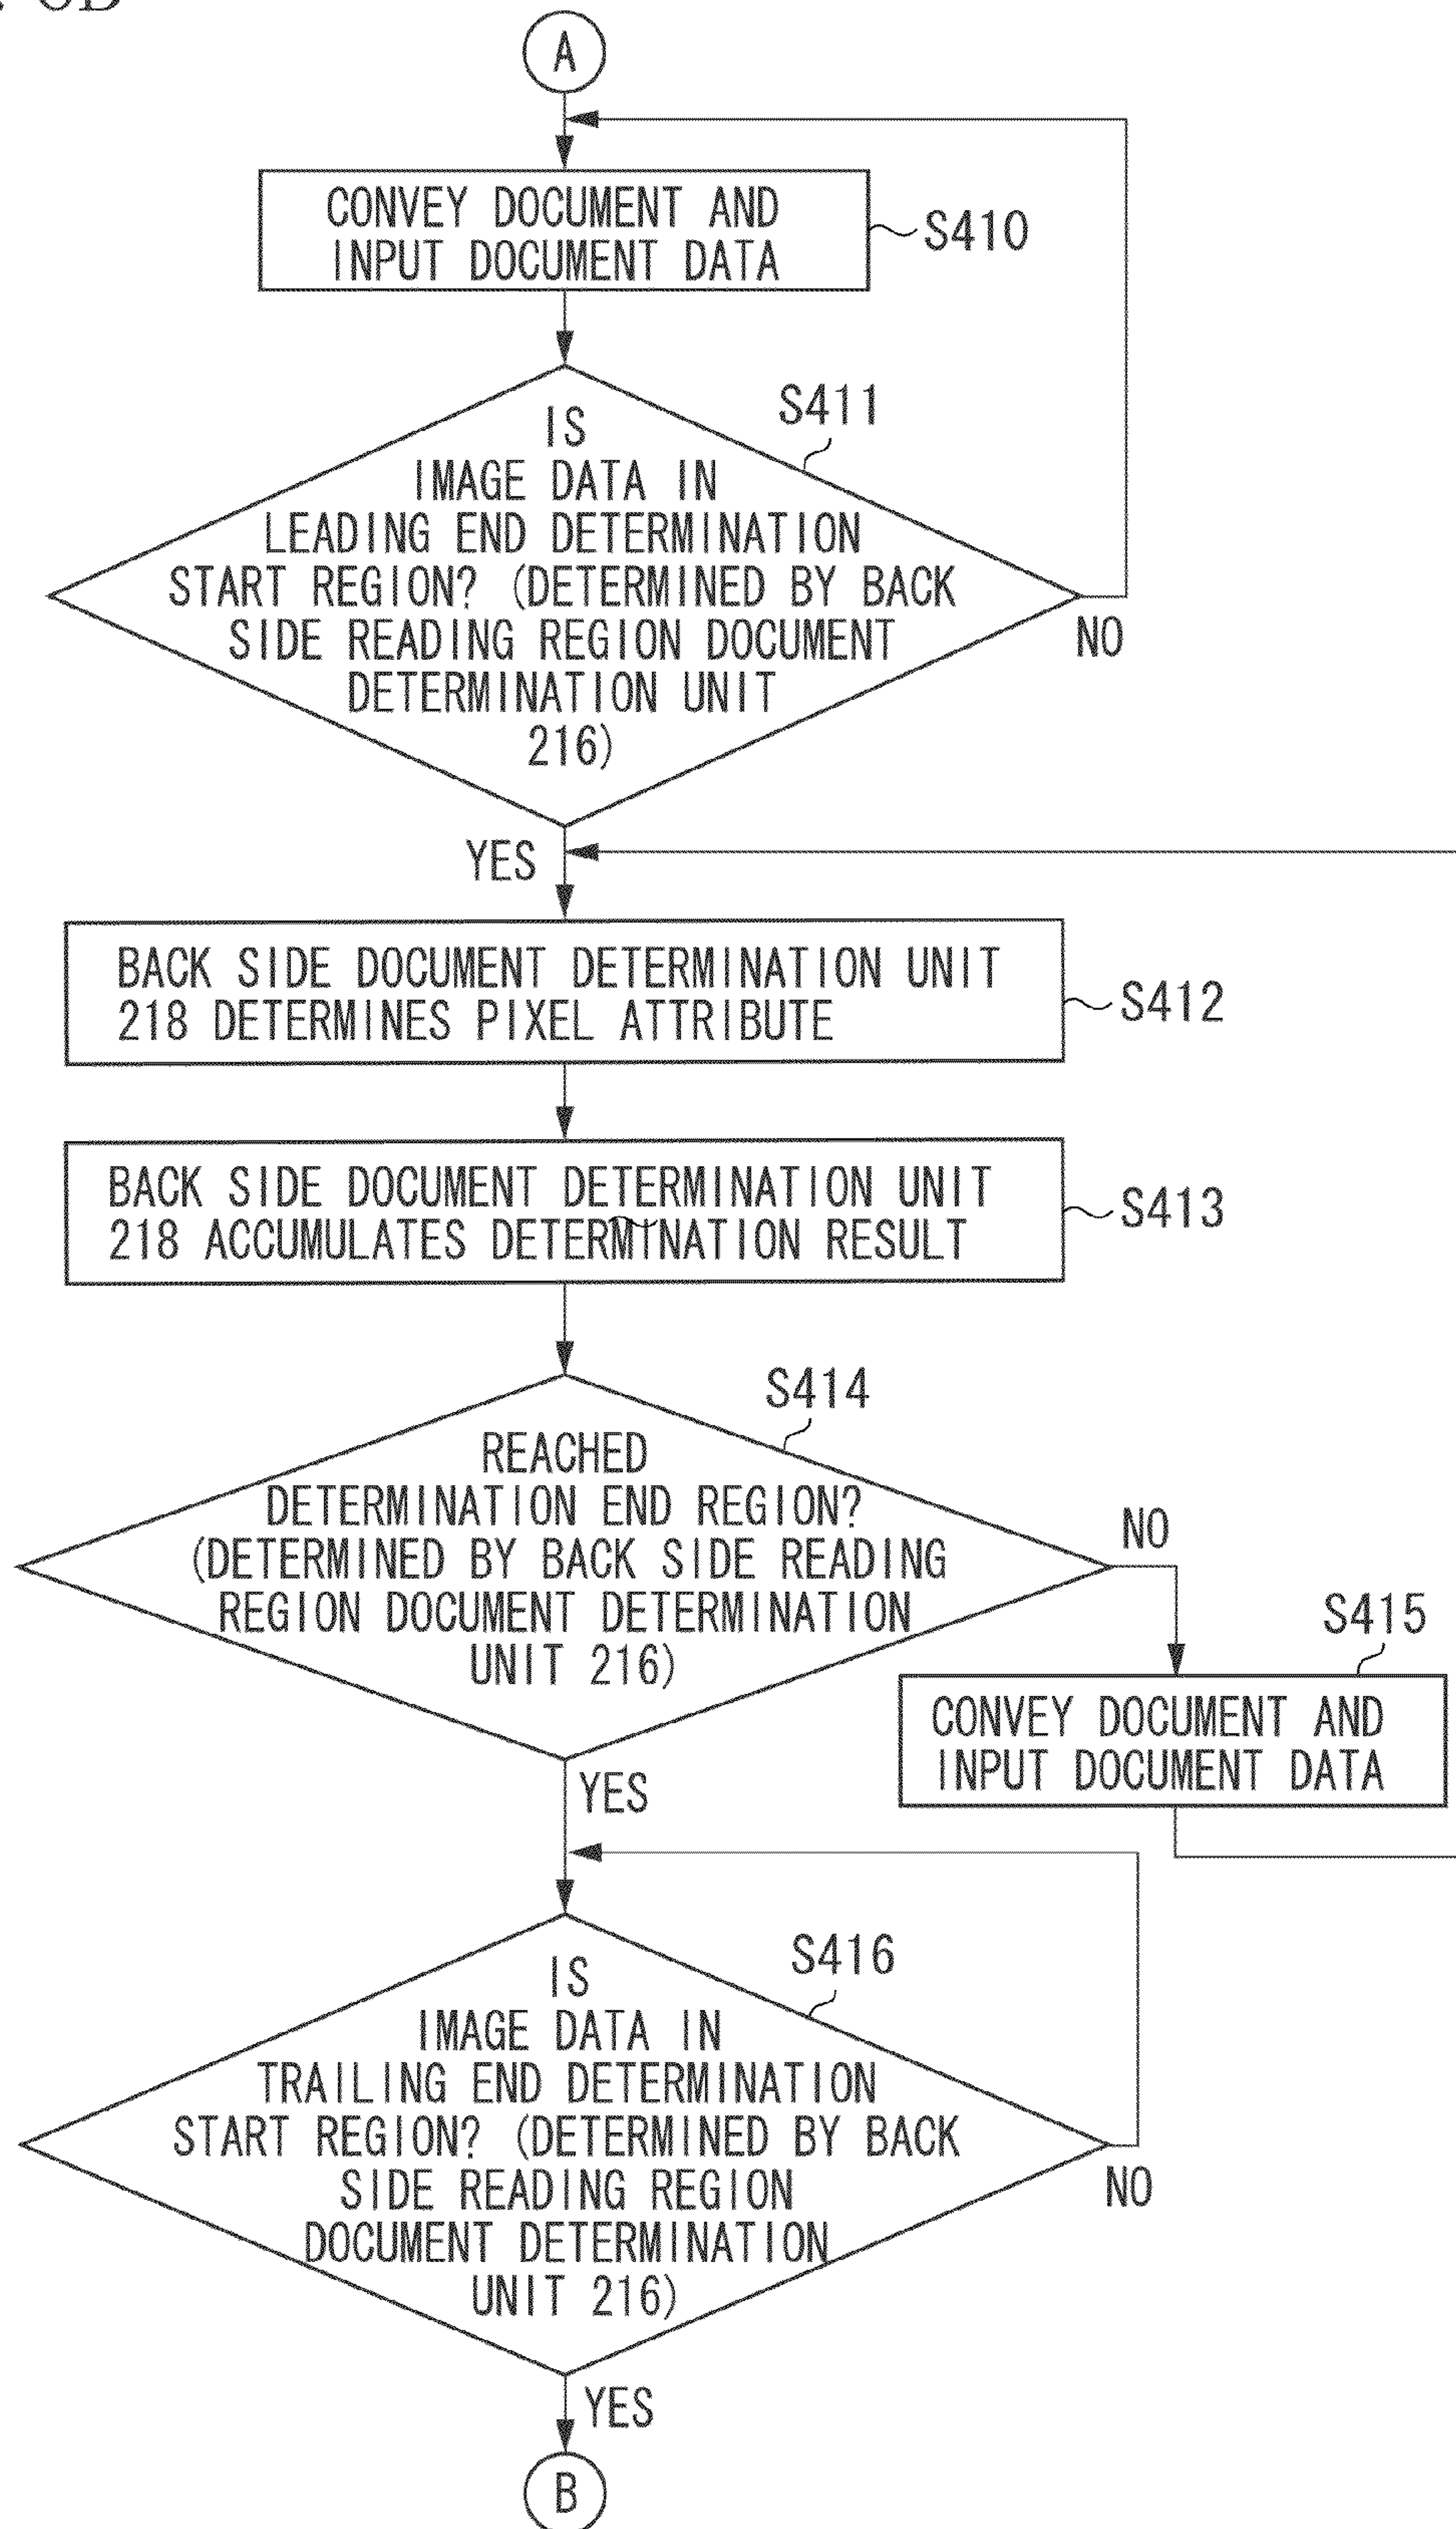 A
CONVEY DOCUMENT AND
INPUT DOCUMENT DATA
S410
S411
IS
IMAGE DATA IN
LEADING END DETERMINATION
START REGION? (DETERMINED BY BACK
SIDE READING REGION DOCUMENT
DETERMINATION UNIT
216)
NO
YES
BACK SIDE DOCUMENT DETERMINATION UNIT
218 DETERMINES PIXEL ATTRIBUTE
S412
BACK SIDE DOCUMENT DETERMINATION UNIT
218 ACCUMULATES DETERMINATION RESULT
S413
S414
REACHED
DETERMINATION END REGION?
(DETERMINED BY BACK SIDE READING
REGION DOCUMENT DETERMINATION
UNIT 216)
NO
S415
CONVEY DOCUMENT AND
INPUT DOCUMENT DATA
YES
S416
IS
IMAGE DATA IN
TRAILING END DETERMINATION
START REGION? (DETERMINED BY BACK
SIDE READING REGION
DOCUMENT DETERMINATION
UNIT 216)
NO
YES
B